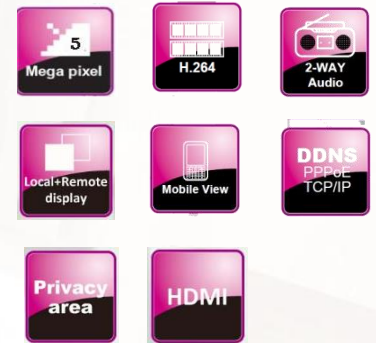 5
Mega pixel
H.264
2-WAY
Audio
Local+Remote
display
Mobile View
DDNS
PPPoE
TCP/IP
Privacy
area
HDMI